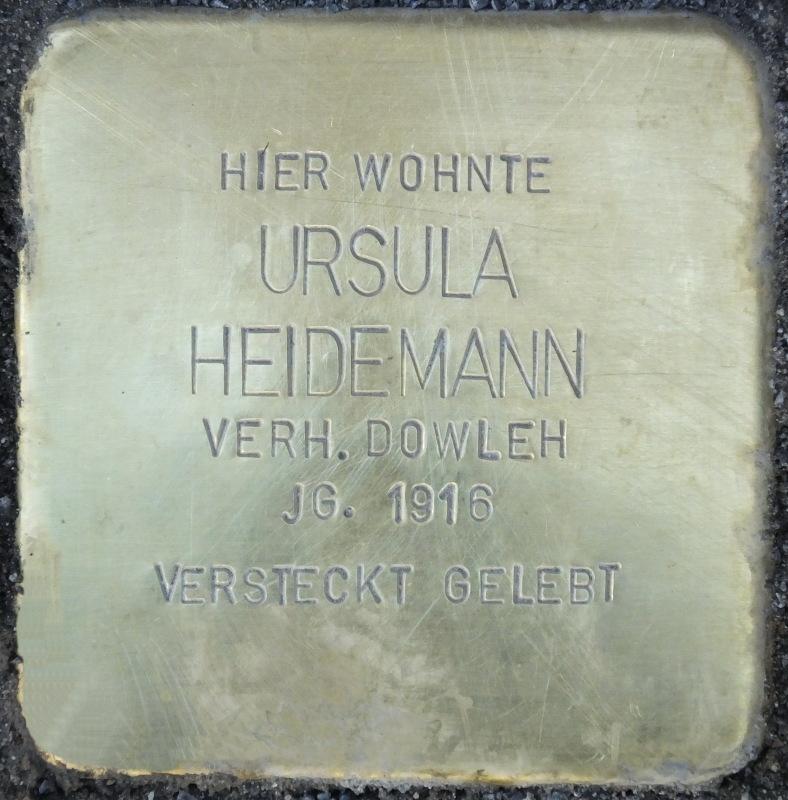 HIER WOHNTE
URSULA
HEIDEMANN
VERH. DOWLEH
JG. 1916
VERSTECKT GELEBT